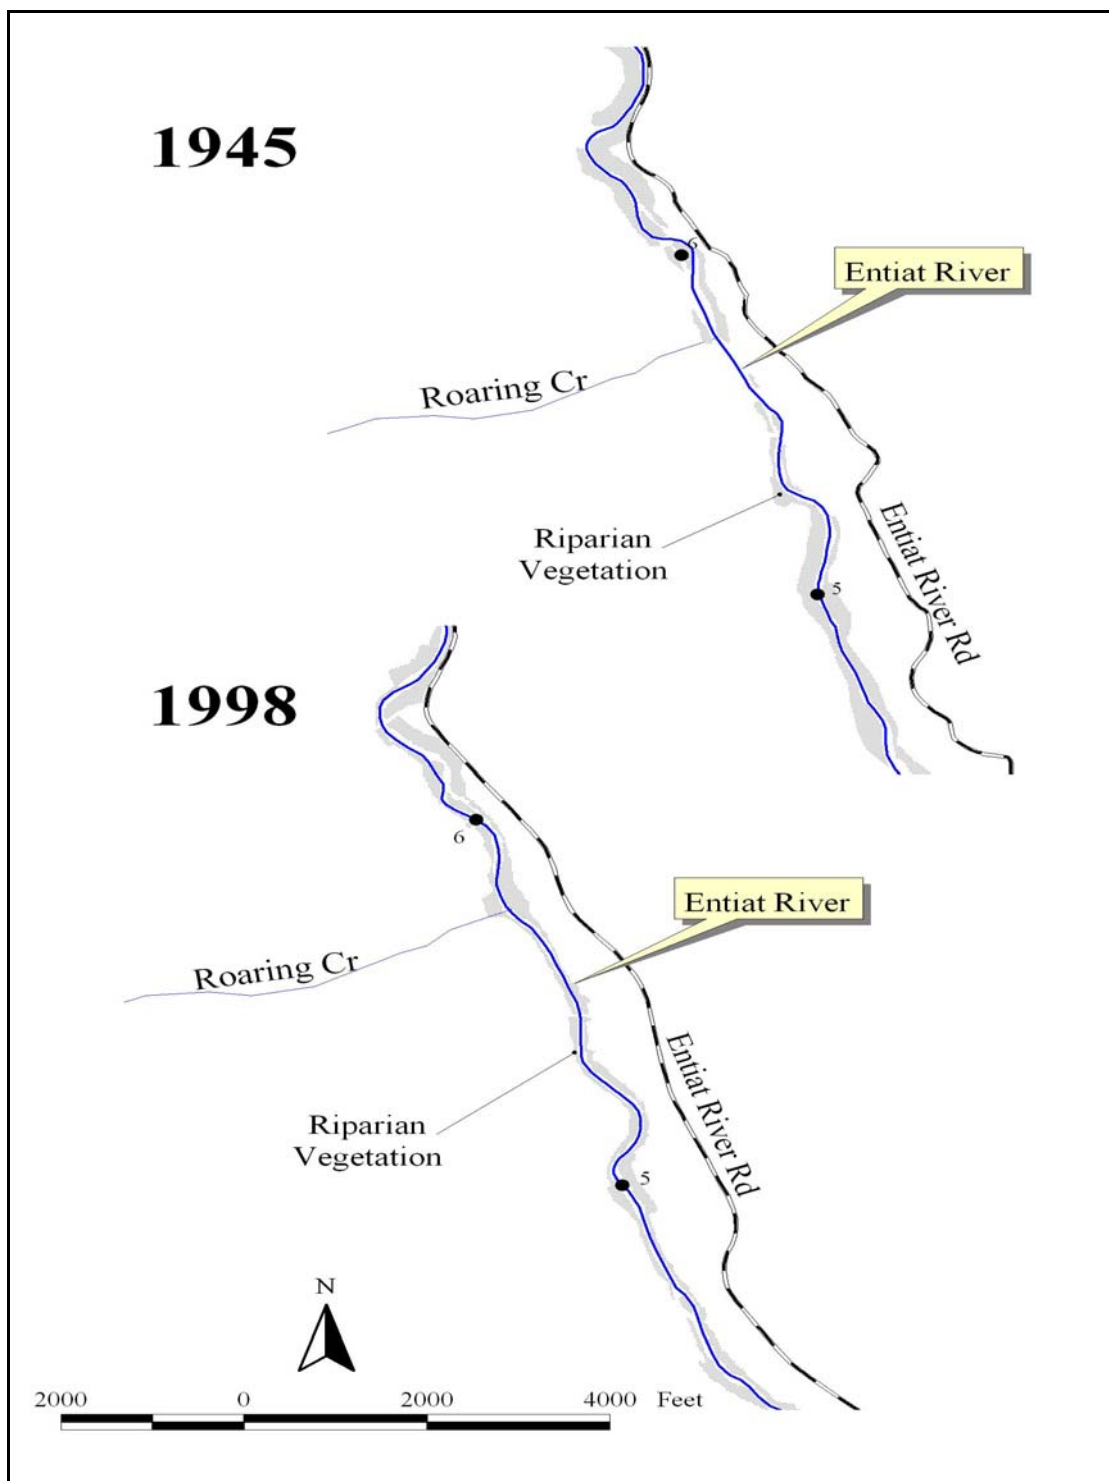 1945
6
Entiat River
Roaring Cr
Riparian
Vegetation
Entiat River Rd
5
1998
6
Entiat River
Roaring Cr
Riparian
Vegetation
Entiat River Rd
5
N
2000 0 2000 4000 Feet